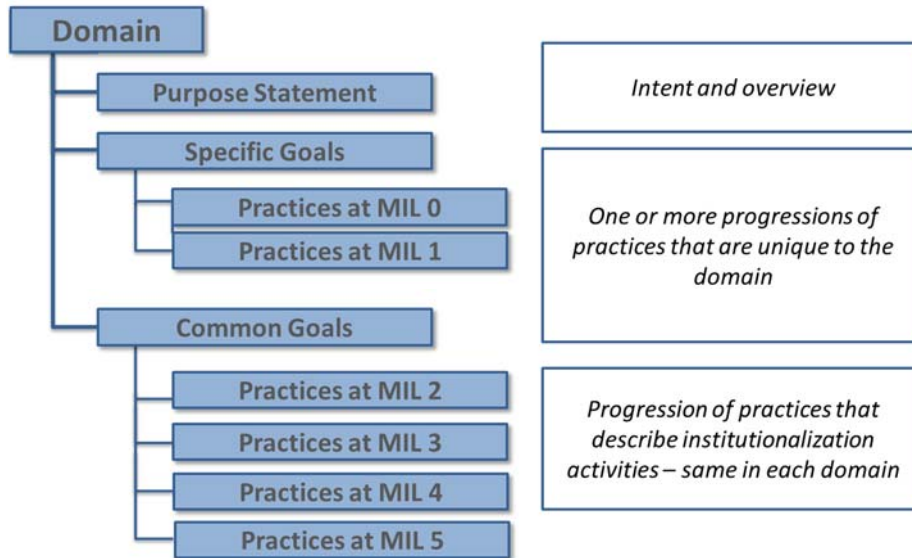 Domain
Purpose Statement
Intent and overview
Specific Goals
Practices at MIL 0
Practices at MIL 1
One or more progressions of
practices that are unique to the
domain
Common Goals
Practices at MIL 2
Practices at MIL 3
Practices at MIL 4
Practices at MIL 5
Progression of practices that
describe institutionalization
activities – same in each domain